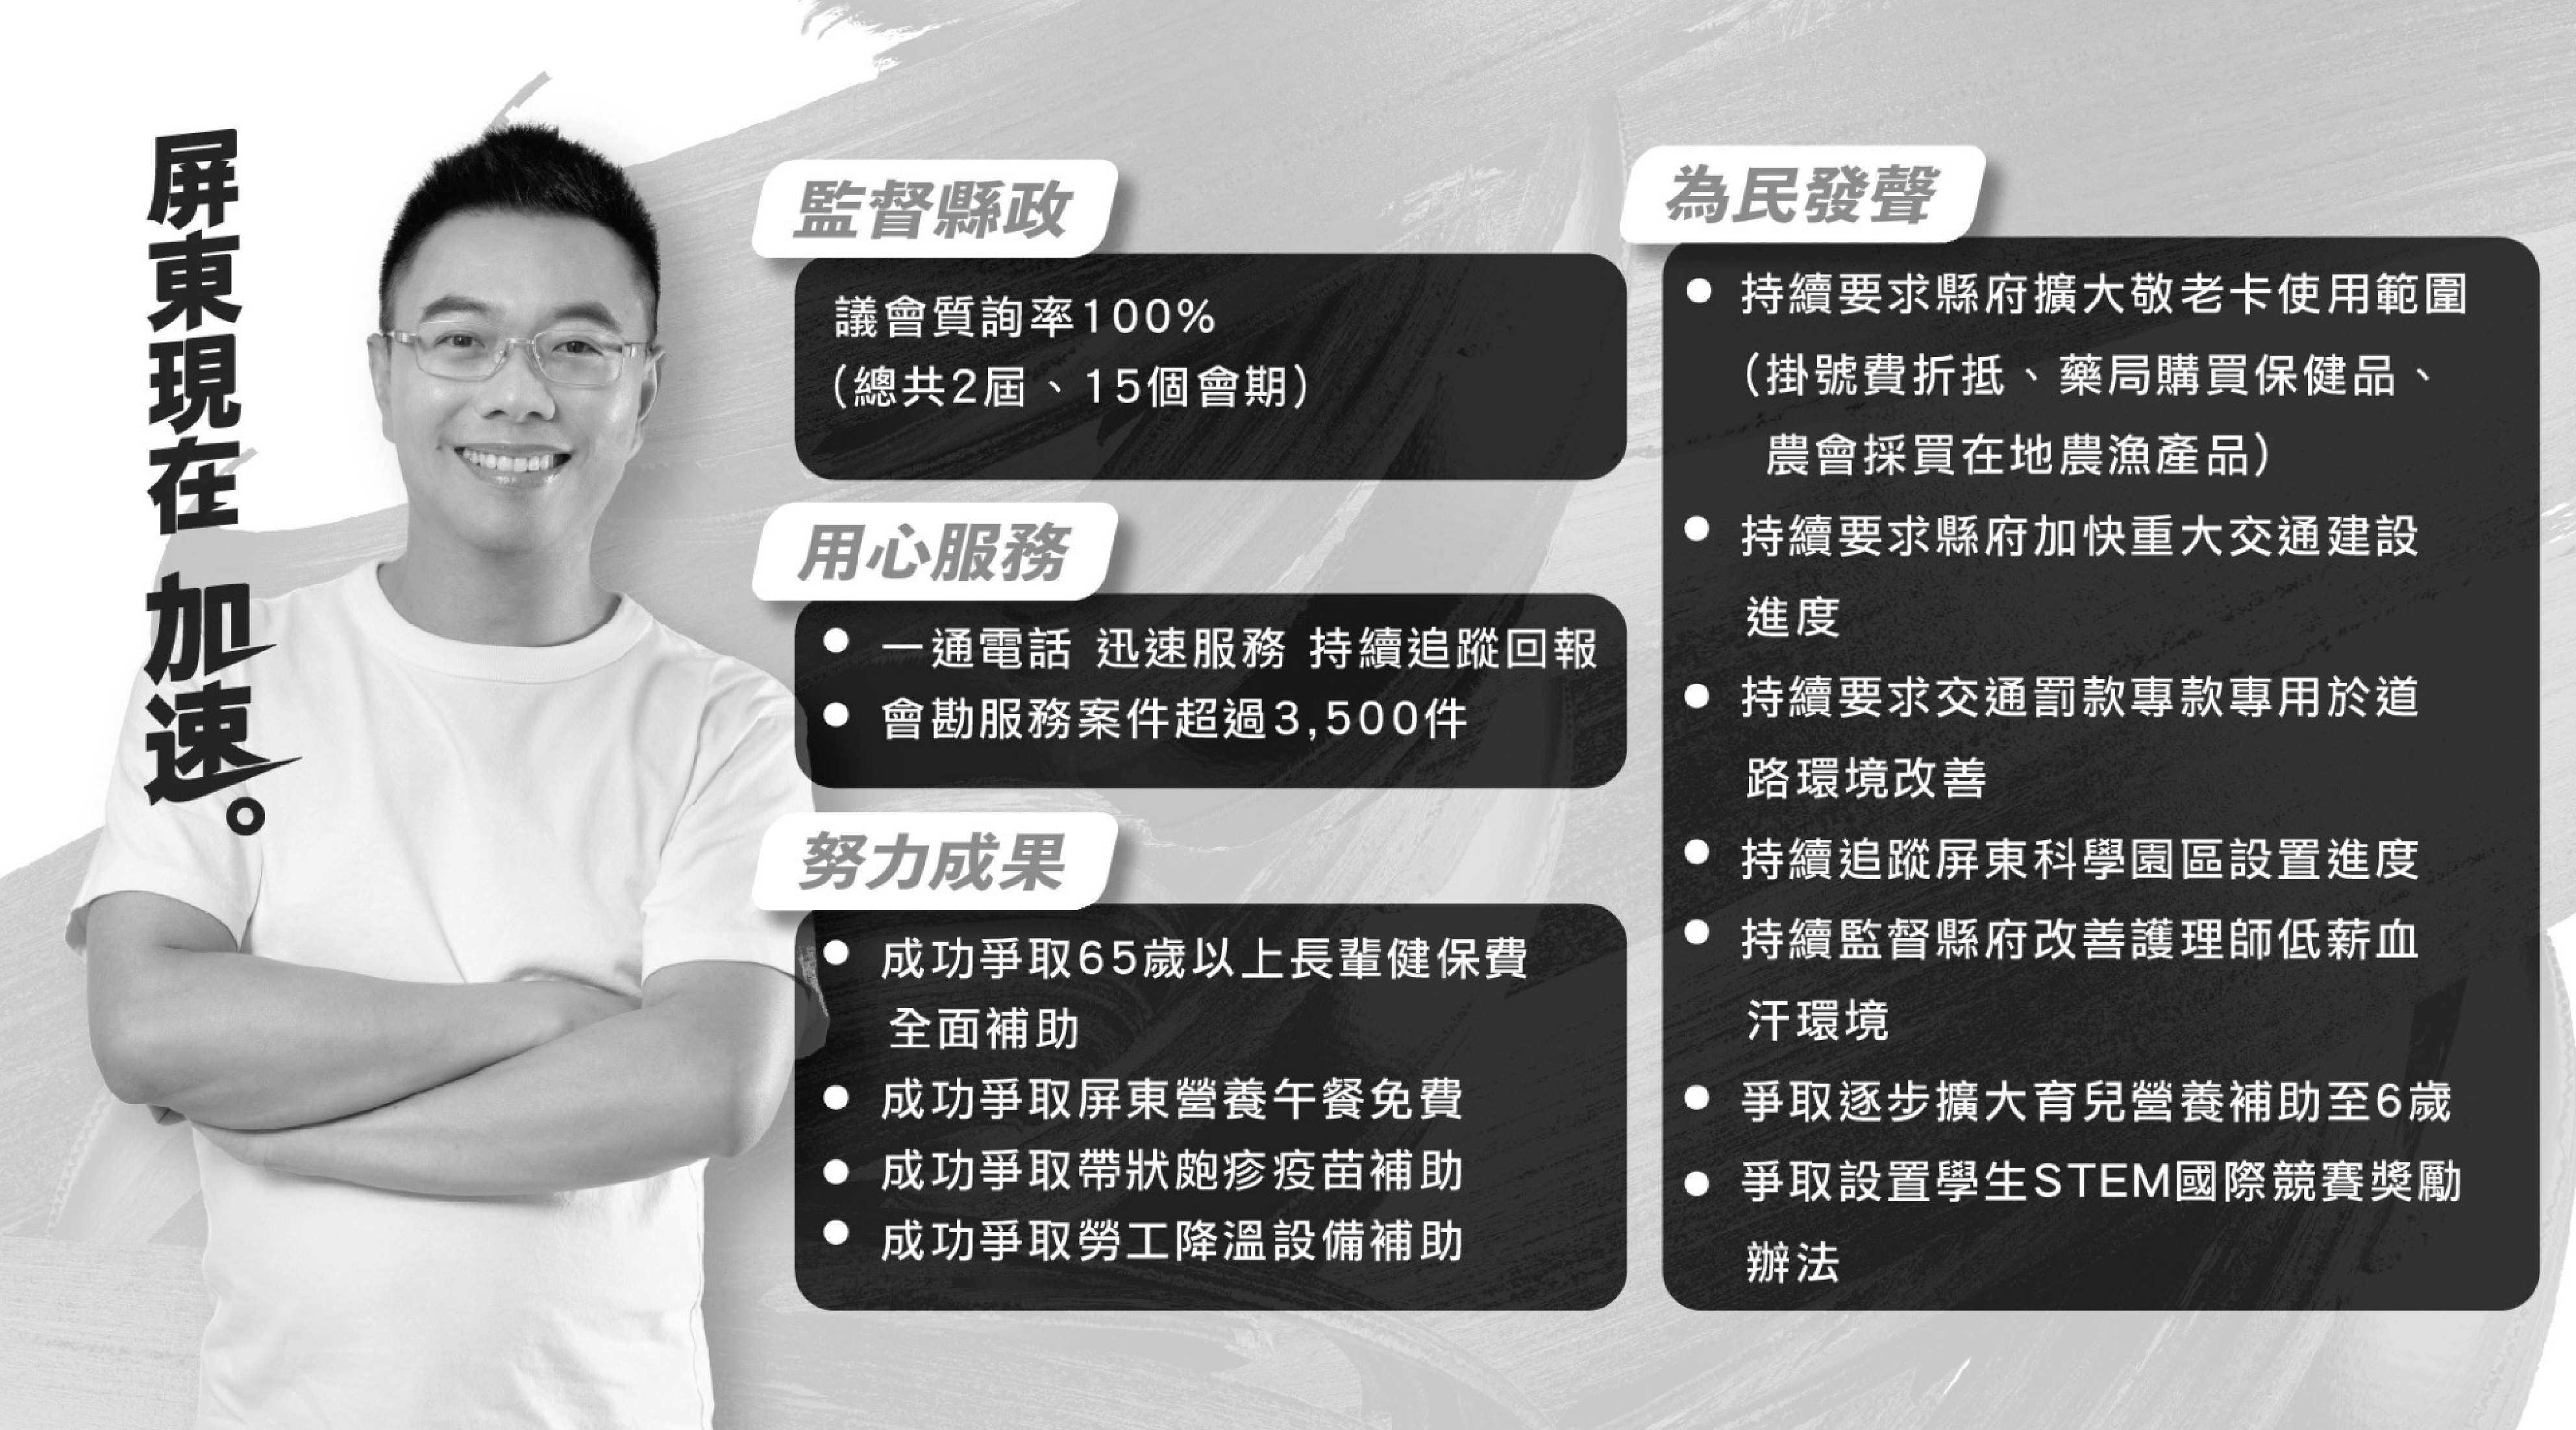 屏東現在 加速。
監督縣政
議會質詢率100%
（總共2屆、15個會期）
用心服務
● 一通電話 迅速服務 持續追蹤回報
● 會勘服務案件超過3,500件
努力成果
● 成功爭取65歲以上長輩健保費
全面補助
● 成功爭取屏東營養午餐免費
● 成功爭取帶狀皰疹疫苗補助
● 成功爭取勞工降溫設備補助
為民發聲
● 持續要求縣府擴大敬老卡使用範圍
（掛號費折抵、藥局購買保健品、
農會採買在地農漁產品）
● 持續要求縣府加快重大交通建設
進度
● 持續要求交通罰款專款專用於道
路環境改善
● 持續追蹤屏東科學園區設置進度
● 持續監督縣府改善護理師低薪血
汗環境
● 爭取逐步擴大育兒營養補助至6歲
● 爭取設置學生STEM國際競賽獎勵
辦法